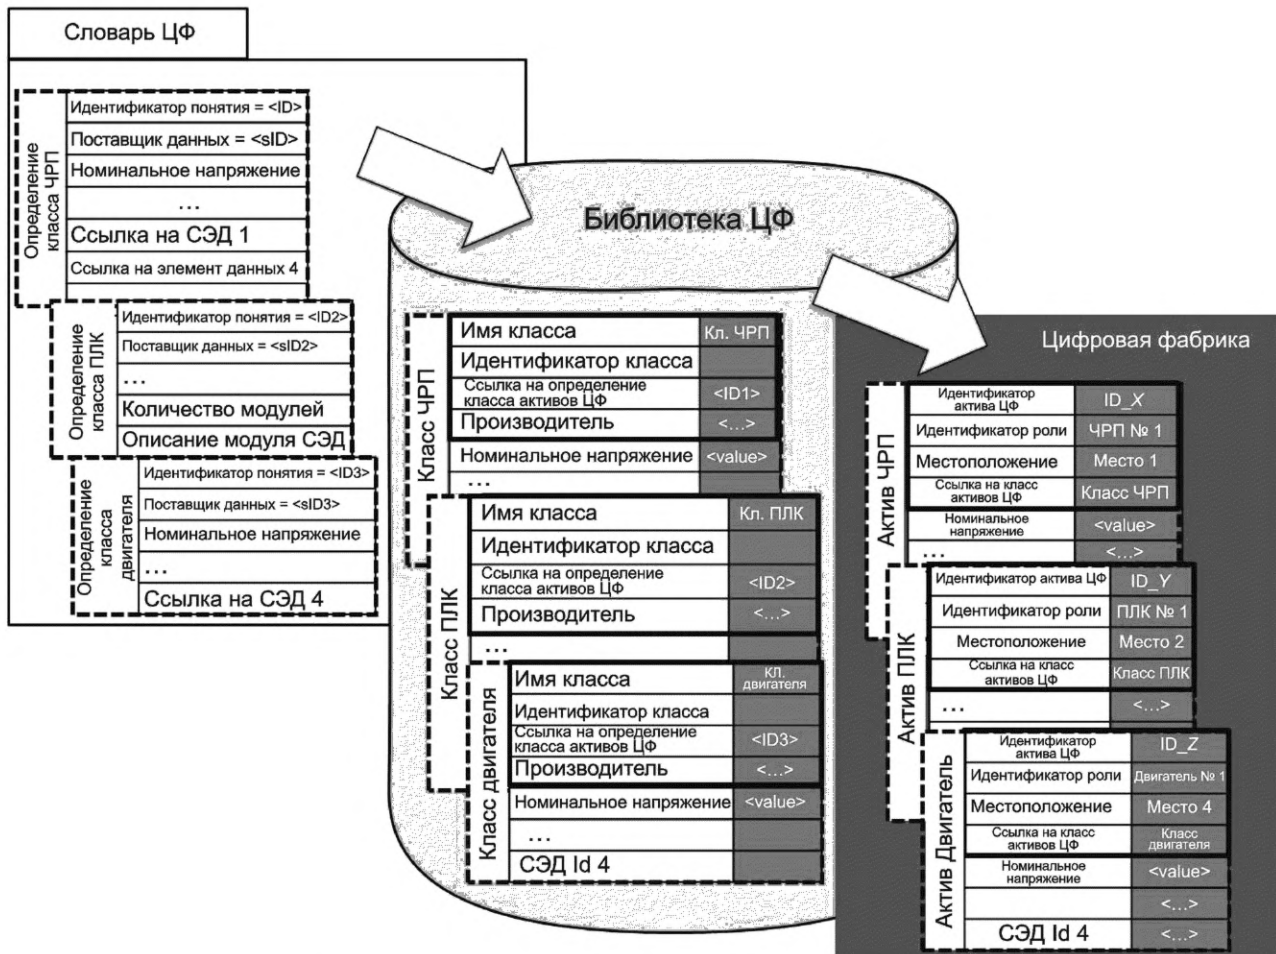 Словарь ЦФ
Определение
класса ЧРП
Идентификатор понятия = <ID>
Поставщик данных = <sID>
Номинальное напряжение
...
Ссылка на СЭД 1
Ссылка на элемент данных 4
Определение
класса ПЛК
Идентификатор понятия = <ID2>
Поставщик данных = <sID2>
...
Количество модулей
Описание модуля СЭД
Определение
класса
двигателя
Идентификатор понятия = <ID3>
Поставщик данных = <sID3>
Номинальное напряжение
...
Ссылка на СЭД 4
Библиотека ЦФ
Класс ЧРП
Имя класса Кл. ЧРП
Идентификатор класса
Ссылка на определение
класса активов ЦФ <ID1>
Производитель <...>
Номинальное напряжение <value>
...
Класс ПЛК
Имя класса Кл. ПЛК
Идентификатор класса
Ссылка на определение
класса активов ЦФ <ID2>
Производитель <...>
...
Класс двигателя
Имя класса КЛ.
двигателя
Идентификатор класса
Ссылка на определение
класса активов ЦФ <ID3>
Производитель <...>
Номинальное напряжение <value>
...
СЭД Id 4
Цифровая фабрика
Актив ЧРП
Идентификатор
актива ЦФ ID_X
Идентификатор роли ЧРП № 1
Местоположение Место 1
Ссылка на класс
активов ЦФ Класс ЧРП
Номинальное
напряжение <value>
... <...>
Актив ПЛК
Идентификатор актива ЦФ ID_Y
Идентификатор роли ПЛК № 1
Местоположение Место 2
Ссылка на класс
активов ЦФ Класс ПЛК
... <...>
Актив Двигатель
Идентификатор
актива ЦФ ID_Z
Идентификатор роли Двигатель № 1
Местоположение Место 4
Ссылка на класс
активов ЦФ Класс
двигателя
Номинальное
напряжение <value>
<...>
СЭД Id 4 <...>